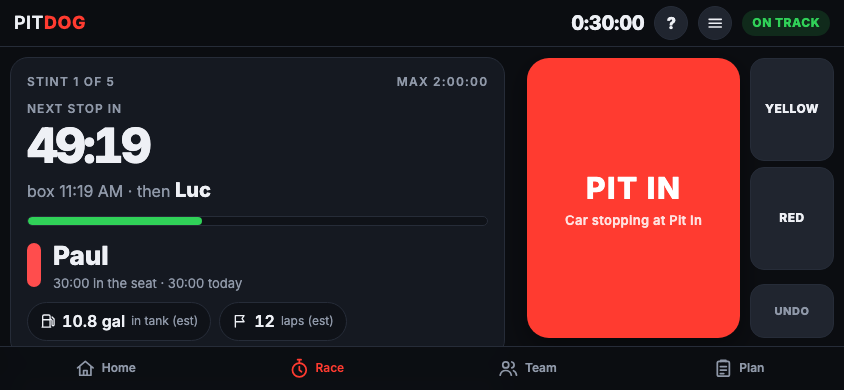 PITDOG
0:30:00
?
ON TRACK
STINT 1 OF 5
MAX 2:00:00
NEXT STOP IN
49:19
box 11:19 AM · then Luc
Paul
30:00 in the seat · 30:00 today
10.8 gal in tank (est)
12 laps (est)
PIT IN
Car stopping at Pit In
YELLOW
RED
UNDO
Home
Race
Team
Plan